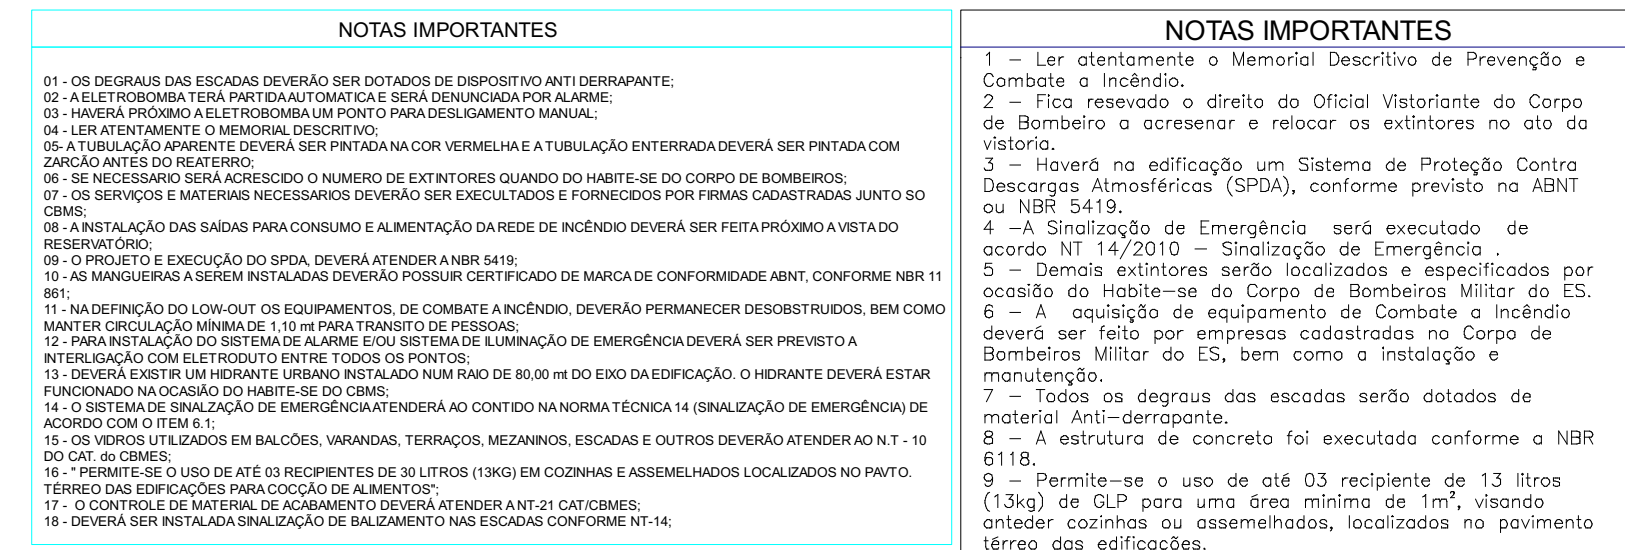 NOTAS IMPORTANTES
01 - OS DEGRAUS DAS ESCADAS DEVERÃO SER DOTADOS DE DISPOSITIVO ANTI DERRAPANTE;
02 - A ELETROBOMBA TERÁ PARTIDA AUTOMATICA E SERÁ DENUNCIADA POR ALARME;
03 - HAVERÁ PRÓXIMO A ELETROBOMBA UM PONTO PARA DESLIGAMENTO MANUAL;
04 - LER ATENTAMENTE O MEMORIAL DESCRITIVO;
05- A TUBULAÇÃO APARENTE DEVERÁ SER PINTADA NA COR VERMELHA E A TUBULAÇÃO ENTERRADA DEVERÁ SER PINTADA COM
ZARCÃO ANTES DO REATERRO;
06 - SE NECESSARIO SERÁ ACRESCIDO O NUMERO DE EXTINTORES QUANDO DO HABITE-SE DO CORPO DE BOMBEIROS;
07 - OS SERVIÇOS E MATERIAIS NECESSARIOS DEVERÃO SER EXECULTADOS E FORNECIDOS POR FIRMAS CADASTRADAS JUNTO SO
CBMS;
08 - A INSTALAÇÃO DAS SAÍDAS PARA CONSUMO E ALIMENTAÇÃO DA REDE DE INCÊNDIO DEVERÁ SER FEITA PRÓXIMO A VISTA DO
RESERVATÓRIO;
09 - O PROJETO E EXECUÇÃO DO SPDA, DEVERÁ ATENDER A NBR 5419;
10 - AS MANGUEIRAS A SEREM INSTALADAS DEVERÃO POSSUIR CERTIFICADO DE MARCA DE CONFORMIDADE ABNT, CONFORME NBR 11
861;
11 - NA DEFINIÇÃO DO LOW-OUT OS EQUIPAMENTOS, DE COMBATE A INCÊNDIO, DEVERÃO PERMANECER DESOBSTRUIDOS, BEM COMO
MANTER CIRCULAÇÃO MÍNIMA DE 1,10 mt PARA TRANSITO DE PESSOAS;
12 - PARA INSTALAÇÃO DO SISTEMA DE ALARME E/OU SISTEMA DE ILUMINAÇÃO DE EMERGÊNCIA DEVERÁ SER PREVISTO A
INTERLIGAÇÃO COM ELETRODUTO ENTRE TODOS OS PONTOS;
13 - DEVERÁ EXISTIR UM HIDRANTE URBANO INSTALADO NUM RAIO DE 80,00 mt DO EIXO DA EDIFICAÇÃO. O HIDRANTE DEVERÁ ESTAR
FUNCIONADO NA OCASIÃO DO HABITE-SE DO CBMS;
14 - O SISTEMA DE SINALZAÇÃO DE EMERGÊNCIA ATENDERÁ AO CONTIDO NA NORMA TÉCNICA 14 (SINALIZAÇÃO DE EMERGÊNCIA) DE
ACORDO COM O ITEM 6.1;
15 - OS VIDROS UTILIZADOS EM BALCÕES, VARANDAS, TERRAÇOS, MEZANINOS, ESCADAS E OUTROS DEVERÃO ATENDER AO N.T - 10
DO CAT. do CBMES;
16 - " PERMITE-SE O USO DE ATÉ 03 RECIPIENTES DE 30 LITROS (13KG) EM COZINHAS E ASSEMELHADOS LOCALIZADOS NO PAVTO.
TÉRREO DAS EDIFICAÇÕES PARA COCÇÃO DE ALIMENTOS";
17 - O CONTROLE DE MATERIAL DE ACABAMENTO DEVERÁ ATENDER A NT-21 CAT/CBMES;
18 - DEVERÁ SER INSTALADA SINALIZAÇÃO DE BALIZAMENTO NAS ESCADAS CONFORME NT-14;
NOTAS IMPORTANTES
1 - Ler atentamente o Memorial Descritivo de Prevenção e
Combate a Incêndio.
2 - Fica resevado o direito do Oficial Vistoriante do Corpo
de Bombeiro a acresenar e relocar os extintores no ato da
vistoria.
3 - Haverá na edificação um Sistema de Proteção Contra
Descargas Atmosféricas (SPDA), conforme previsto na ABNT
ou NBR 5419.
4 -A Sinalização de Emergência será executado de
acordo NT 14/2010 - Sinalização de Emergência .
5 - Demais extintores serão localizados e especificados por
ocasião do Habite-se do Corpo de Bombeiros Militar do ES.
6 - A aquisição de equipamento de Combate a Incêndio
deverá ser feito por empresas cadastradas no Corpo de
Bombeiros Militar do ES, bem como a instalação e
manutenção.
7 - Todos os degraus das escadas serão dotados de
material Anti-derrapante.
8 - A estrutura de concreto foi executada conforme a NBR
6118.
9 - Permite-se o uso de até 03 recipiente de 13 litros
(13kg) de GLP para uma área minima de 1m², visando
anteder cozinhas ou assemelhados, localizados no pavimento
térreo das edificações.